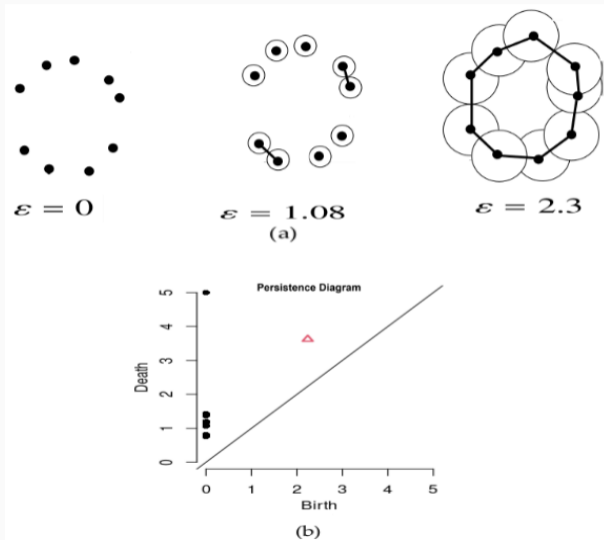 ε = 0
ε = 1.08
ε = 2.3
(a)
Persistence Diagram
Death
0 1 2 3 4 5
0 1 2 3 4 5
Birth
(b)